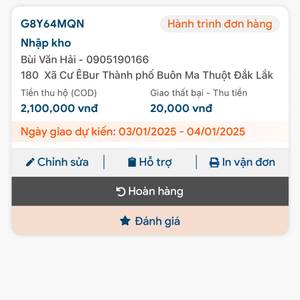 G8Y64MQN Hành trình đơn hàng
Nhập kho
Bùi Văn Hải - 0905190166
180 Xã Cư ÊBur Thành phố Buôn Ma Thuột Đắk Lắk
Tiền thu hộ (COD) Giao thất bại - Thu tiền
2,100,000 vnđ 20,000 vnđ
Ngày giao dự kiến: 03/01/2025 - 04/01/2025
Chỉnh sửa Hỗ trợ In vận đơn
Hoàn hàng
Đánh giá